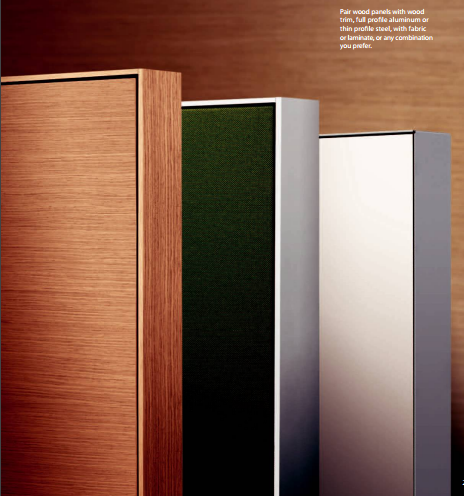 Pair wood panels with wood
trim, full profile aluminum or
thin profile steel, with fabric
or laminate, or any combination
you prefer.